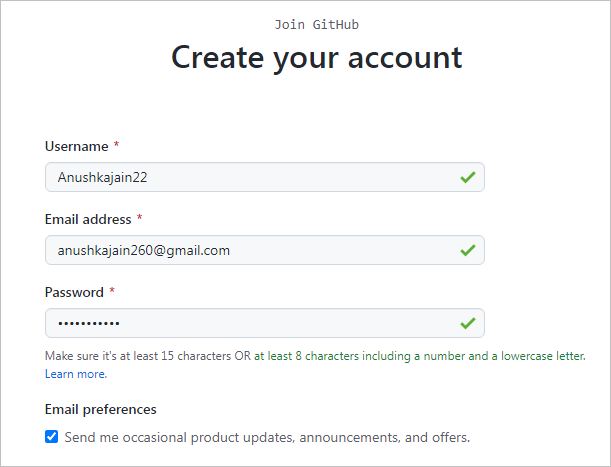 Join GitHub
Create your account
Username *
Anushkajain22
Email address *
anushkajain260@gmail.com
Password *
•••••••••••
Make sure it's at least 15 characters OR at least 8 characters including a number and a lowercase letter.
Learn more.
Email preferences
Send me occasional product updates, announcements, and offers.